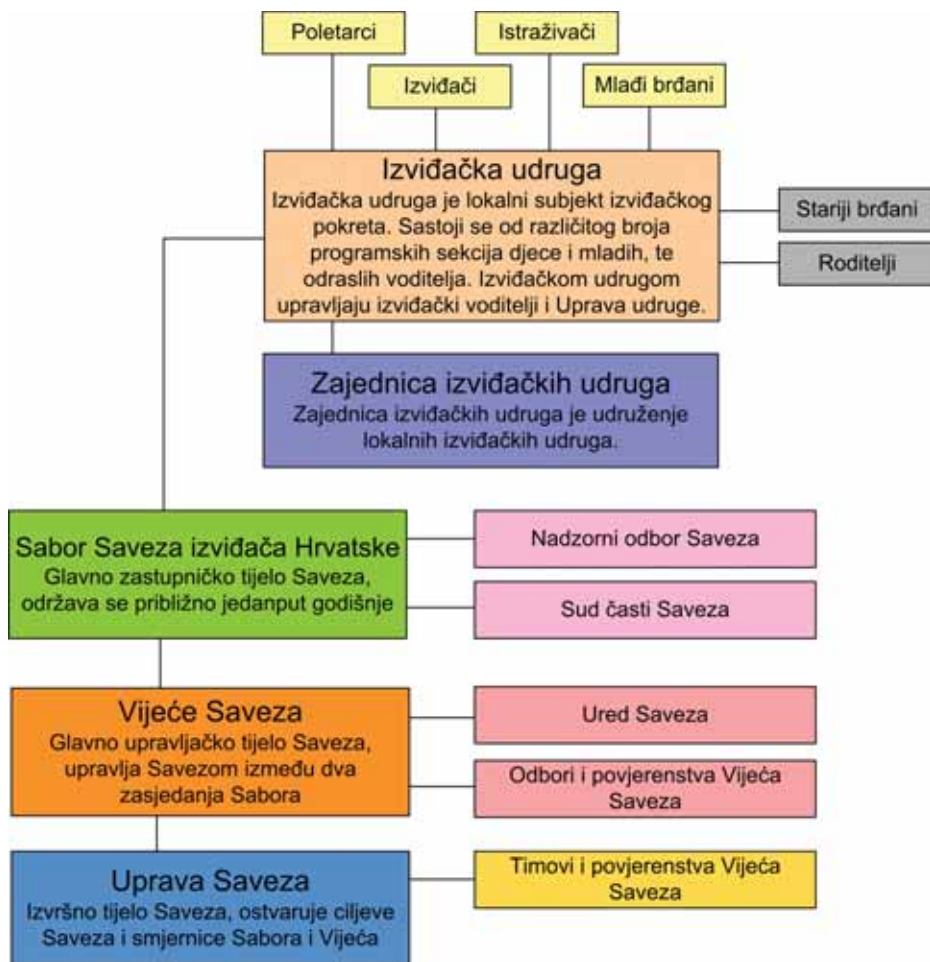 Poletarci
Istraživači
Izviđači
Mlađi brđani
Izviđačka udruga
Izviđačka udruga je lokalni subjekt izviđačkog
pokreta. Sastoji se od različitog broja
programskih sekcija djece i mladih, te
odraslih voditelja. Izviđačkom udrugom
upravljaju izviđački voditelji i Uprava udruge.
Stariji brđani
Roditelji
Zajednica izviđačkih udruga
Zajednica izviđačkih udruga je udruženje
lokalnih izviđačkih udruga.
Sabor Saveza izviđača Hrvatske
Glavno zastupničko tijelo Saveza,
održava se približno jedanput godišnje
Nadzorni odbor Saveza
Sud časti Saveza
Vijeće Saveza
Glavno upravljačko tijelo Saveza,
upravlja Savezom između dva
zasjedanja Sabora
Ured Saveza
Odbori i povjerenstva Vijeća
Saveza
Uprava Saveza
Izvršno tijelo Saveza, ostvaruje ciljeve
Saveza i smjernice Sabora i Vijeća
Timovi i povjerenstva Vijeća
Saveza